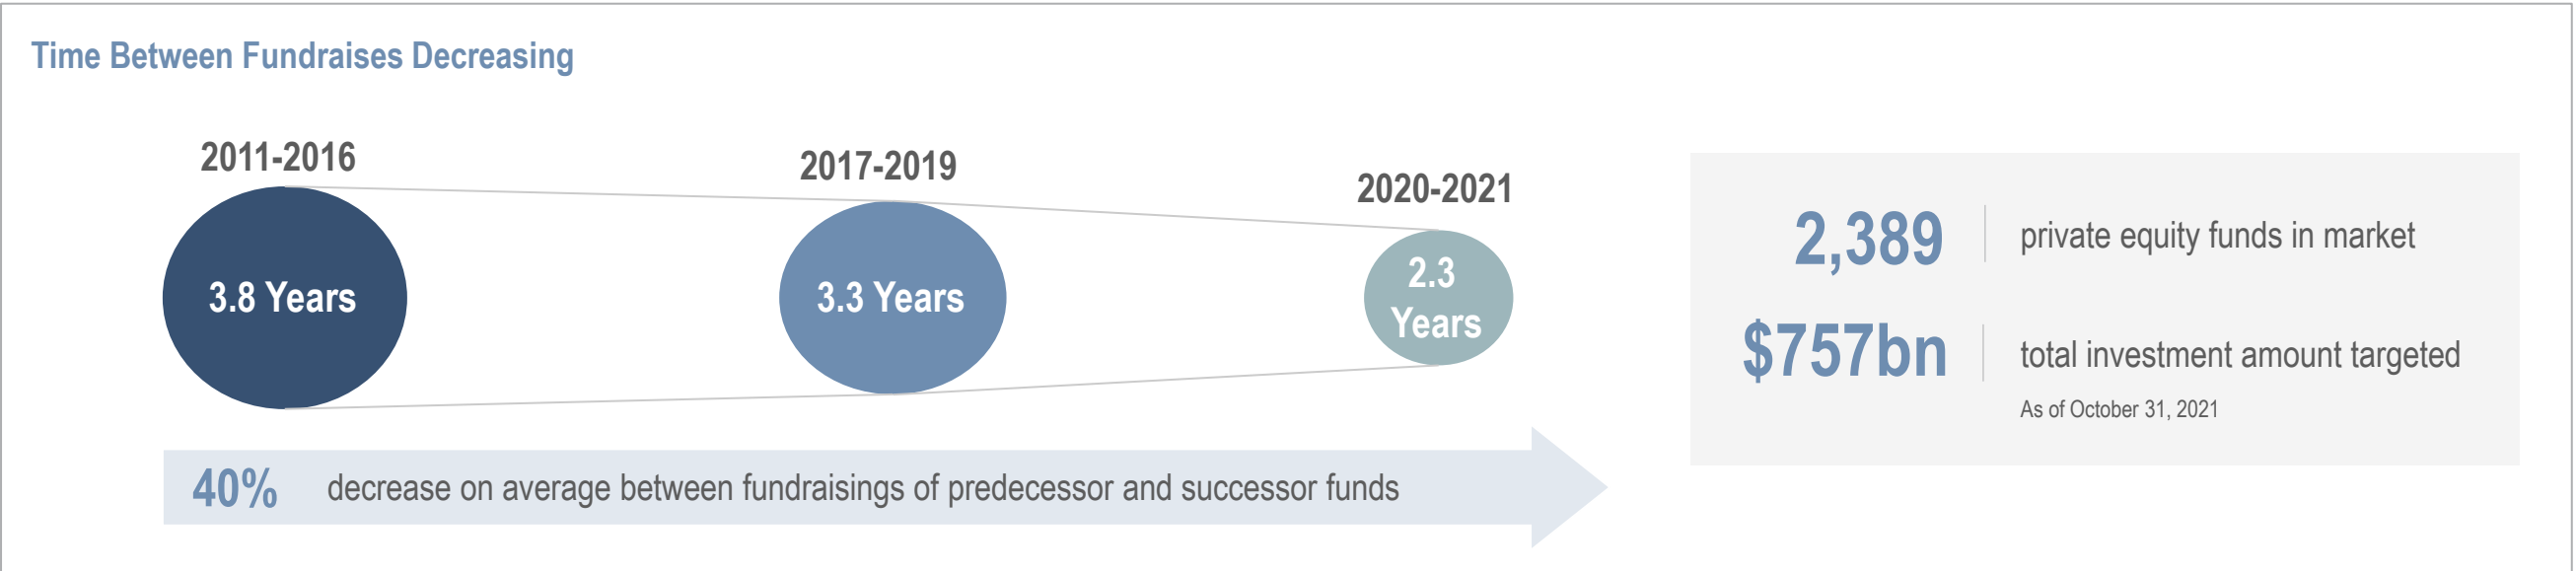 Time Between Fundraises Decreasing
2011-2016
2017-2019
2020-2021
3.8 Years
3.3 Years
2.3
Years
40% decrease on average between fundraisings of predecessor and successor funds
2,389 private equity funds in market
$757bn total investment amount targeted
As of October 31, 2021